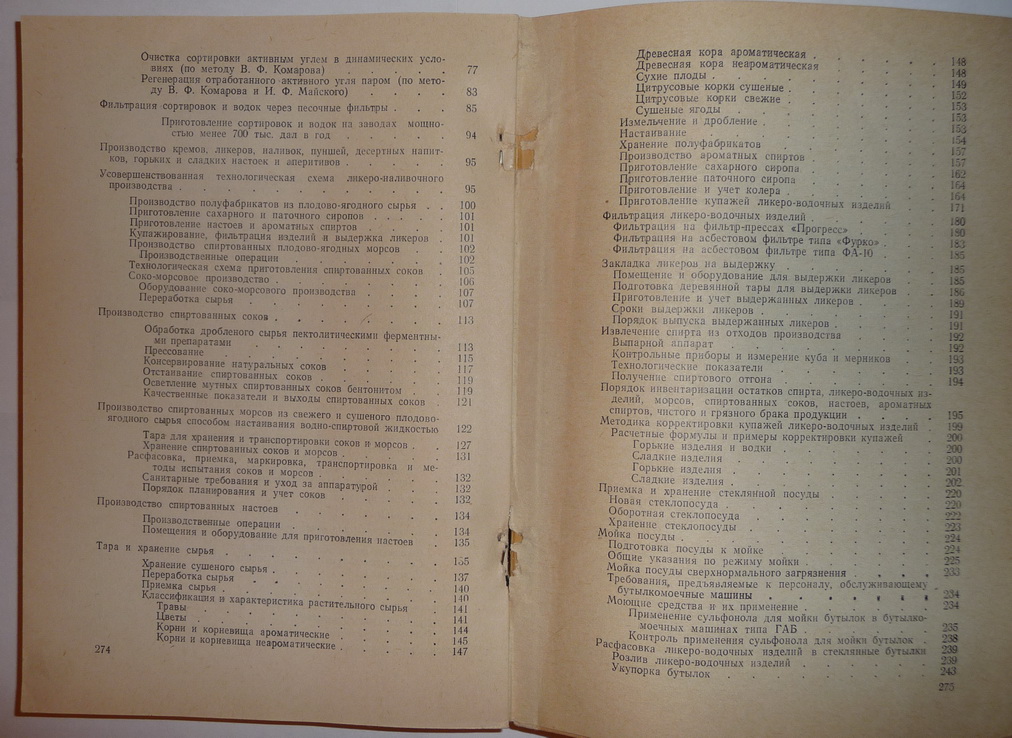 Очистка сортировки активным углем в динамических усло-
виях (по методу В. Ф. Комарова) . . . . . 77
Регенерация отработанного активного угля паром (по мето-
ду В. Ф. Комарова и И. Ф. Майского) . . . . 83
Фильтрация сортировок и водок через песочные фильтры . . . 85
Приготовление сортировок и водок на заводах мощно-
стью менее 700 тыс. дал в год . . . . . 94
Производство кремов, ликеров, наливок, пуншей, десертных напит-
ков, горьких и сладких настоек и аперитивов . . . . . 95
Усовершенствованная технологическая схема ликеро-наливочного
производства . . . . . . . . . . . 95
Производство полуфабрикатов из плодово-ягодного сырья . . 100
Приготовление сахарного и паточного сиропов . . . . . 101
Приготовление настоев и ароматных спиртов . . . . 101
Купажирование, фильтрация изделий и выдержка ликеров . 101
Производство спиртованных плодово-ягодных морсов . . . 102
Производственные операции . . . . . . . 102
Технологическая схема приготовления спиртованных соков . 105
Соко-морсовое производство . . . . . . . 106
Оборудование соко-морсового производства . . . . 107
Переработка сырья . . . . . . . . 107
Производство спиртованных соков . . . . . . . 113
Обработка дробленого сырья пектолитическими ферментны-
ми препаратами . . . . . . . . 113
Прессование . . . . . . . . . 115
Консервирование натуральных соков . . . . . 117
Отстаивание спиртованных соков . . . . . . 119
Осветление мутных спиртованных соков бентонитом . . . 119
Качественные показатели и выходы спиртованных соков . 121
Производство спиртованных морсов из свежего и сушеного плодово-
ягодного сырья способом настаивания водно-спиртовой жидкостью 122
Тара для хранения и транспортировки соков и морсов . . 127
Хранение спиртованных соков и морсов . . . . . 131
Расфасовка, приемка, маркировка, транспортировка и ме-
тоды испытания соков и морсов . . . . . 132
Санитарные требования и уход за аппаратурой . . . 132
Порядок планирования и учет соков . . . . . 132
Производство спиртованных настоев . . . . . . 134
Производственные операции . . . . . . . 134
Помещения и оборудование для приготовления настоев . 135
Тара и хранение сырья . . . . . . . . . 135
Хранение сушеного сырья . . . . . . . 137
Переработка сырья . . . . . . . . 140
Приемка сырья . . . . . . . . . 140
Классификация и характеристика растительного сырья . 141
Травы . . . . . . . . . . 141
Цветы . . . . . . . . . . 144
Корни и корневища ароматические . . . . . 145
Корни и корневища неароматические . . . . . 147
274
Древесная кора ароматическая . . . . . . 148
Древесная кора неароматическая . . . . . 148
Сухие плоды . . . . . . . . . 149
Цитрусовые корки сушеные . . . . . . 152
Цитрусовые корки свежие . . . . . . 153
Сушеные ягоды . . . . . . . . 153
Измельчение и дробление . . . . . . . 153
Настаивание . . . . . . . . . 154
Хранение полуфабрикатов . . . . . . . 157
Производство ароматных спиртов . . . . . 157
Приготовление сахарного сиропа . . . . . 162
Приготовление паточного сиропа . . . . . 164
Приготовление и учет колера . . . . . . 164
Приготовление купажей ликеро-водочных изделий . . 171
Фильтрация ликеро-водочных изделий . . . . . 180
Фильтрация на фильтр-прессах «Прогресс» . . . . 180
Фильтрация на асбестовом фильтре типа «Фурко» . . . 183
Фильтрация на асбестовом фильтре типа ФА-10 . . . 185
Закладка ликеров на выдержку . . . . . . . 185
Помещение и оборудование для выдержки ликеров . . 185
Подготовка деревянной тары для выдержки ликеров . . 186
Приготовление и учет выдержанных ликеров . . . . 189
Сроки выдержки ликеров . . . . . . . 191
Порядок выпуска выдержанных ликеров . . . . . 191
Извлечение спирта из отходов производства . . . . 192
Выпарной аппарат . . . . . . . . 192
Контрольные приборы и измерение куба и мерников . . 193
Технологические показатели . . . . . . 193
Получение спиртового отгона . . . . . . 194
Порядок инвентаризации остатков спирта, ликеро-водочных из-
делий, морсов, спиртованных соков, настоев, ароматных
спиртов, чистого и грязного брака продукции . . . . 195
Методика корректировки купажей ликеро-водочных изделий . 199
Расчетные формулы и примеры корректировки купажей . 200
Горькие изделия и водки . . . . . . 200
Сладкие изделия . . . . . . . 200
Горькие изделия . . . . . . . 201
Сладкие изделия . . . . . . . 202
Приемка и хранение стеклянной посуды . . . . . 220
Новая стеклопосуда . . . . . . . . 220
Оборотная стеклопосуда . . . . . . . 222
Хранение стеклопосуды . . . . . . . 223
Мойка посуды . . . . . . . . . . 224
Подготовка посуды к мойке . . . . . . 224
Общие указания по режиму мойки . . . . . 225
Мойка посуды сверхнормального загрязнения . . . . 233
Требования, предъявляемые к персоналу, обслуживающему
бутылкомоечные машины . . . . . . . 234
Моющие средства и их применение . . . . . 234
Применение сульфонола для мойки бутылок в бутылко-
моечных машинах типа ГАБ . . . . . 235
Контроль применения сульфонола для мойки бутылок . 238
Расфасовка ликеро-водочных изделий в стеклянные бутылки 239
Розлив ликеро-водочных изделий . . . . . 239
Укупорка бутылок . . . . . . . . 243
275